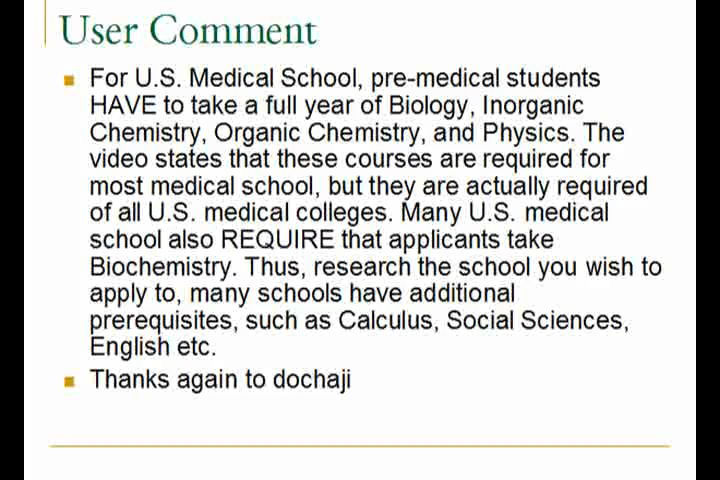 User Comment
For U.S. Medical School, pre-medical students
HAVE to take a full year of Biology, Inorganic
Chemistry, Organic Chemistry, and Physics. The
video states that these courses are required for
most medical school, but they are actually required
of all U.S. medical colleges. Many U.S. medical
school also REQUIRE that applicants take
Biochemistry. Thus, research the school you wish to
apply to, many schools have additional
prerequisites, such as Calculus, Social Sciences,
English etc.
Thanks again to dochaji